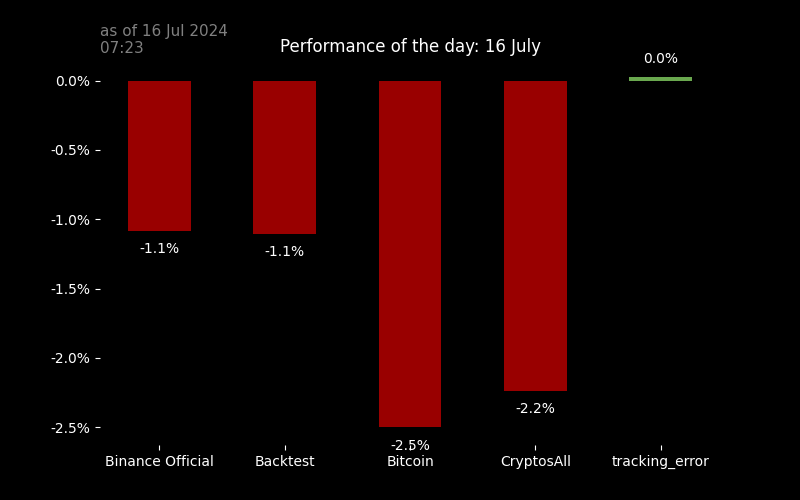 as of 16 Jul 2024
07:23
Performance of the day: 16 July
0.0%
0.0%
-0.5%
-1.0%
-1.1%
-1.1%
-1.5%
-2.0%
-2.2%
-2.5%
-2.5%
Binance Official
Backtest
Bitcoin
CryptosAll
tracking_error